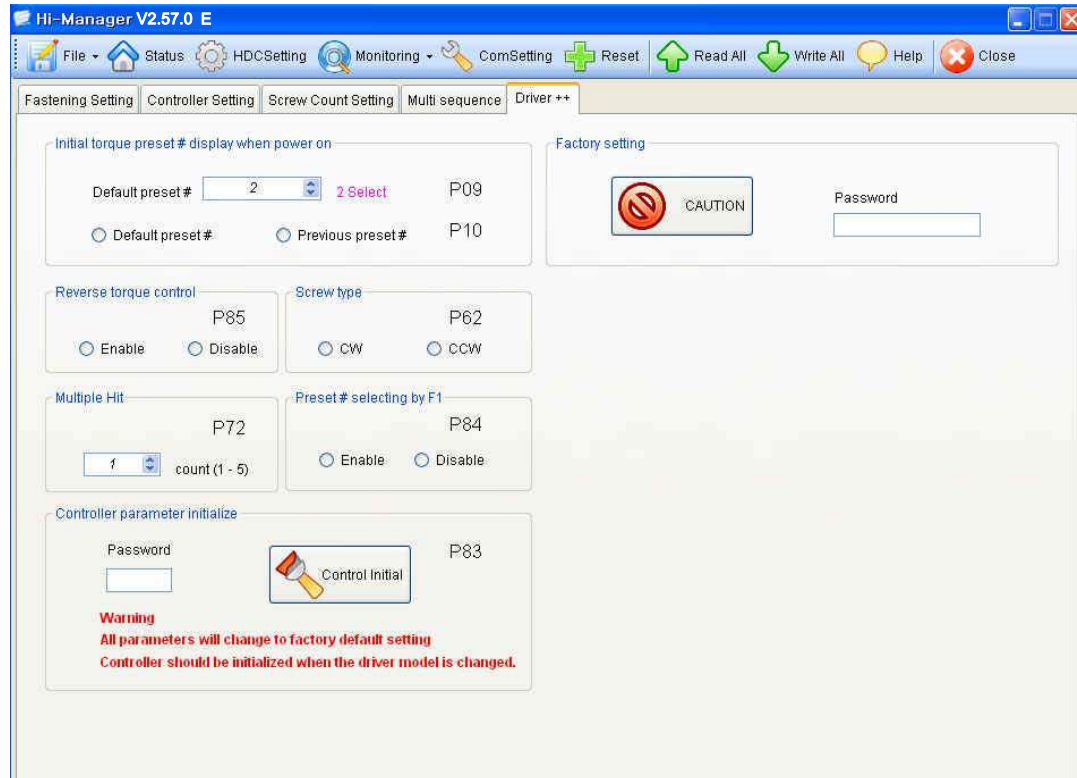 Hi-Manager V2.57.0 E
File Status HDCSetting Monitoring ComSetting Reset Read All Write All Help Close
Fastening Setting Controller Setting Screw Count Setting Multi sequence Driver ++
Initial torque preset # display when power on
Default preset # 2 2 Select P09
Default preset # Previous preset # P10
Factory setting
CAUTION
Password
Reverse torque control
P85
Enable Disable
Screw type
P62
CW CCW
Multiple Hit
P72
1 count (1 - 5)
Preset # selecting by F1
P84
Enable Disable
Controller parameter initialize
Password
Control Initial
P83
Warning
All parameters will change to factory default setting
Controller should be initialized when the driver model is changed.